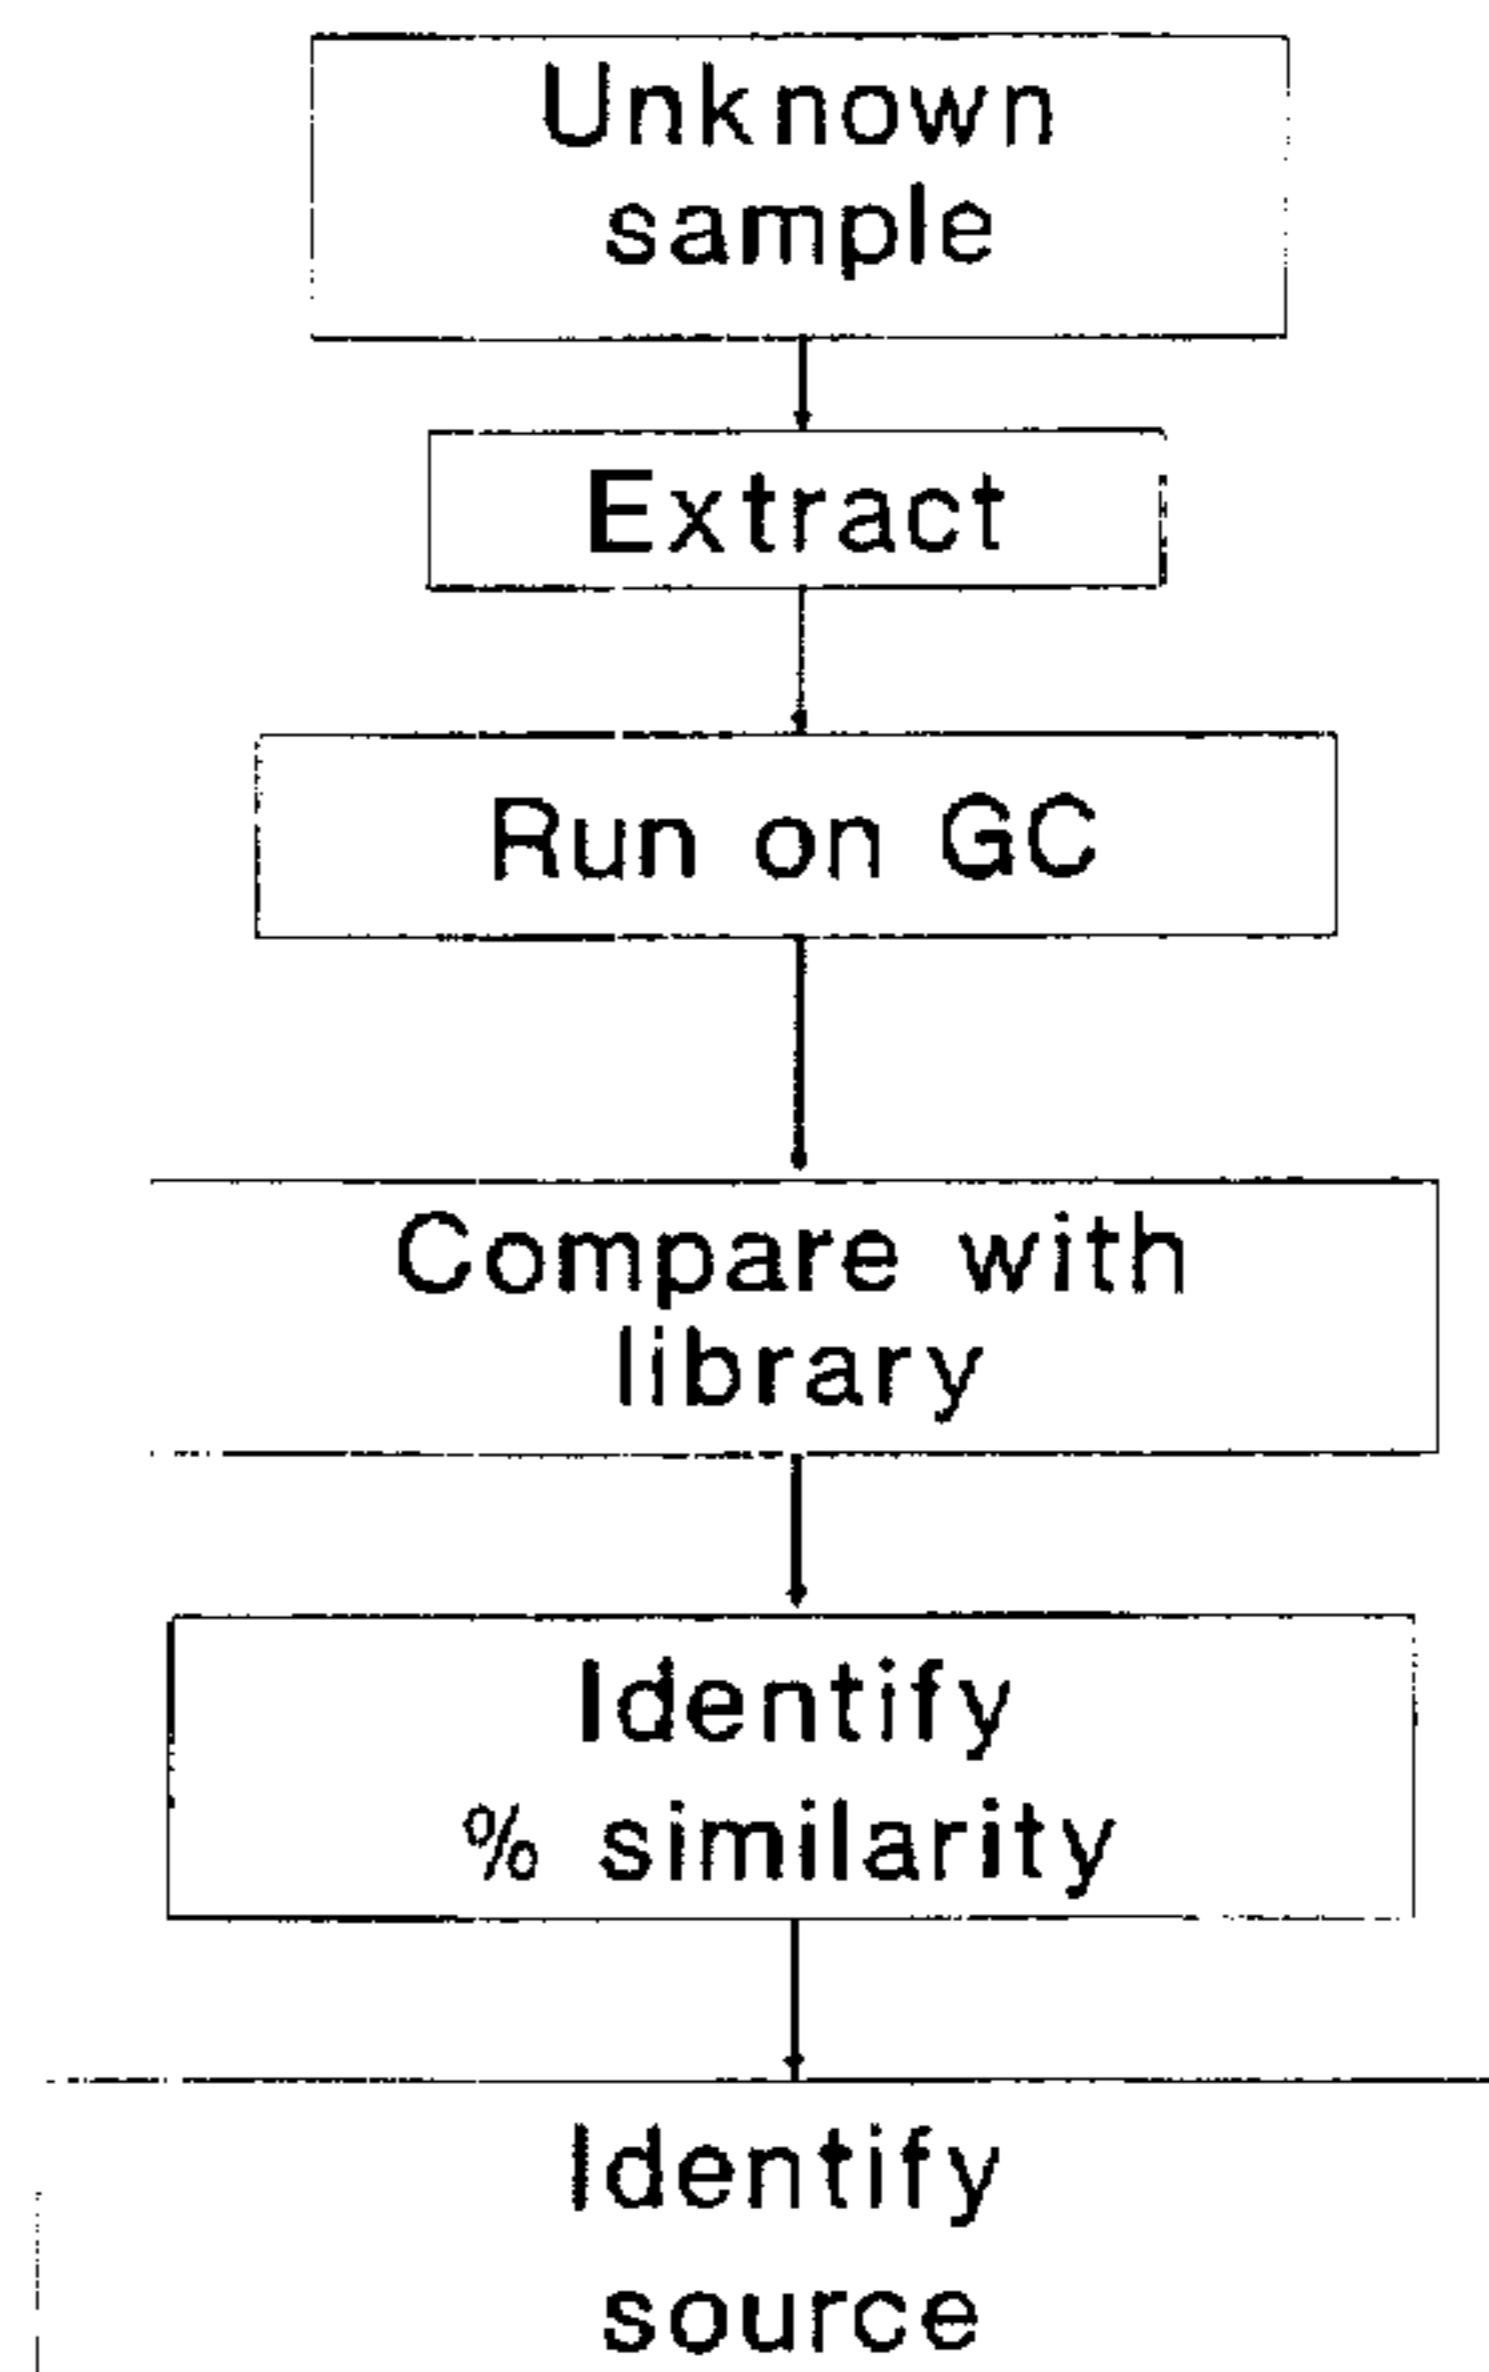 Unknown
sample
Extract
Run on GC
Compare with
library
Identify
% similarity
Identify
source